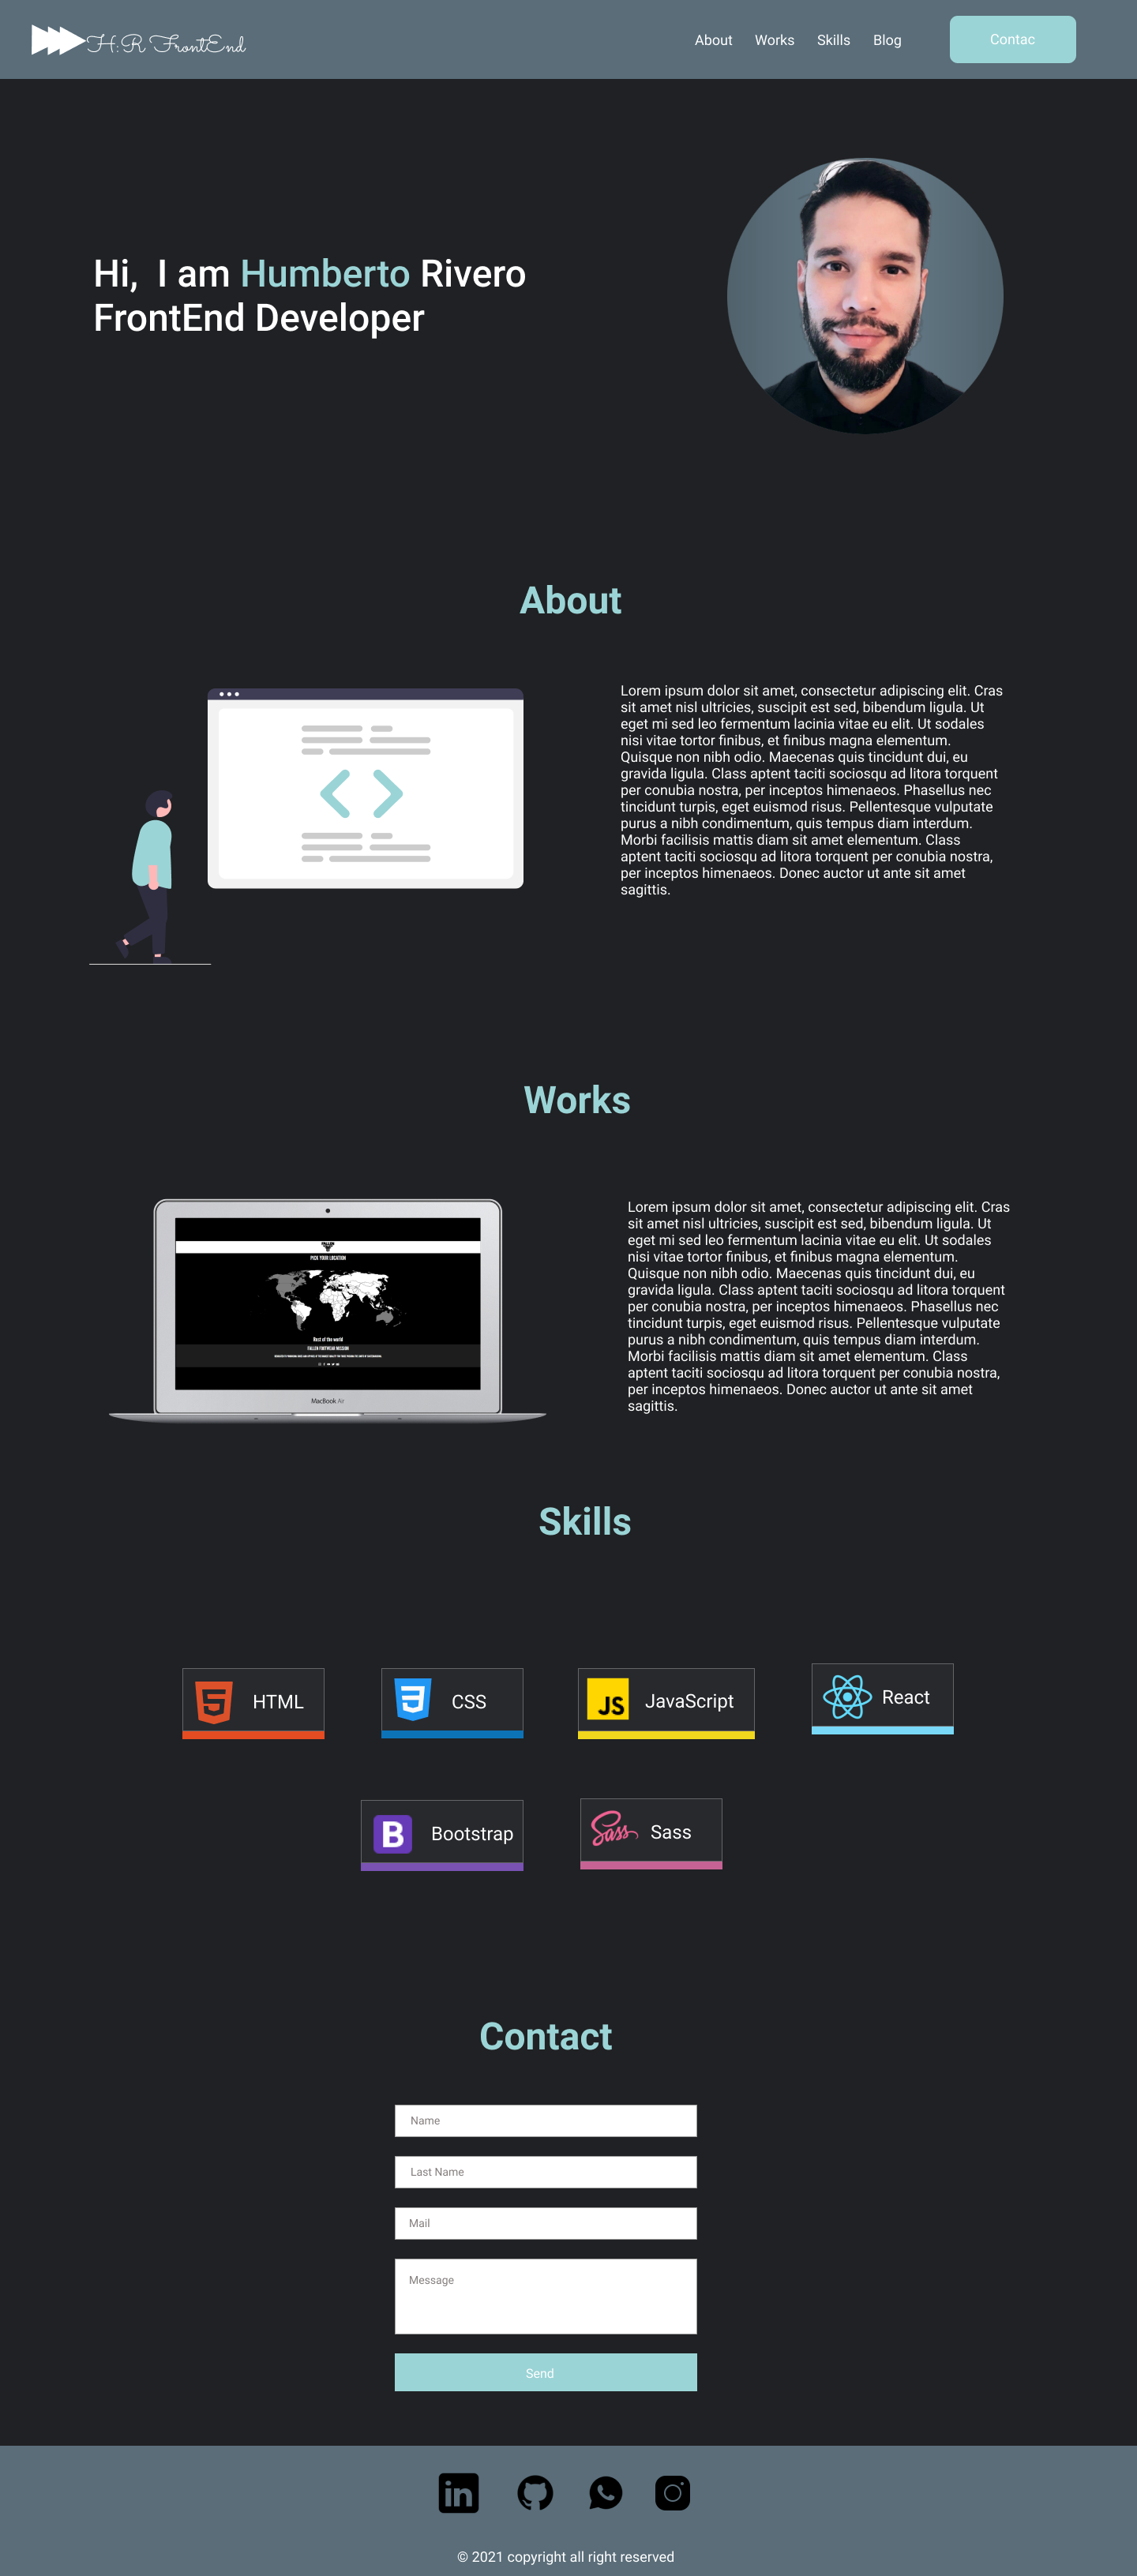 H.R FrontEnd
About Works Skills Blog Contac
Hi, I am Humberto Rivero
FrontEnd Developer
About
Lorem ipsum dolor sit amet, consectetur adipiscing elit. Cras
sit amet nisl ultricies, suscipit est sed, bibendum ligula. Ut
eget mi sed leo fermentum lacinia vitae eu elit. Ut sodales
nisi vitae tortor finibus, et finibus magna elementum.
Quisque non nibh odio. Maecenas quis tincidunt dui, eu
gravida ligula. Class aptent taciti sociosqu ad litora torquent
per conubia nostra, per inceptos himenaeos. Phasellus nec
tincidunt turpis, eget euismod risus. Pellentesque vulputate
purus a nibh condimentum, quis tempus diam interdum.
Morbi facilisis mattis diam sit amet elementum. Class
aptent taciti sociosqu ad litora torquent per conubia nostra,
per inceptos himenaeos. Donec auctor ut ante sit amet
sagittis.
Works
FALLEN
PICK YOUR LOCATION
Rest of the world
FALLEN FOOTWEAR MISSION
MacBook Air
Lorem ipsum dolor sit amet, consectetur adipiscing elit. Cras
sit amet nisl ultricies, suscipit est sed, bibendum ligula. Ut
eget mi sed leo fermentum lacinia vitae eu elit. Ut sodales
nisi vitae tortor finibus, et finibus magna elementum.
Quisque non nibh odio. Maecenas quis tincidunt dui, eu
gravida ligula. Class aptent taciti sociosqu ad litora torquent
per conubia nostra, per inceptos himenaeos. Phasellus nec
tincidunt turpis, eget euismod risus. Pellentesque vulputate
purus a nibh condimentum, quis tempus diam interdum.
Morbi facilisis mattis diam sit amet elementum. Class
aptent taciti sociosqu ad litora torquent per conubia nostra,
per inceptos himenaeos. Donec auctor ut ante sit amet
sagittis.
Skills
5 HTML
3 CSS
JS JavaScript
React
B Bootstrap
Sass Sass
Contact
Name
Last Name
Mail
Message
Send
in
© 2021 copyright all right reserved